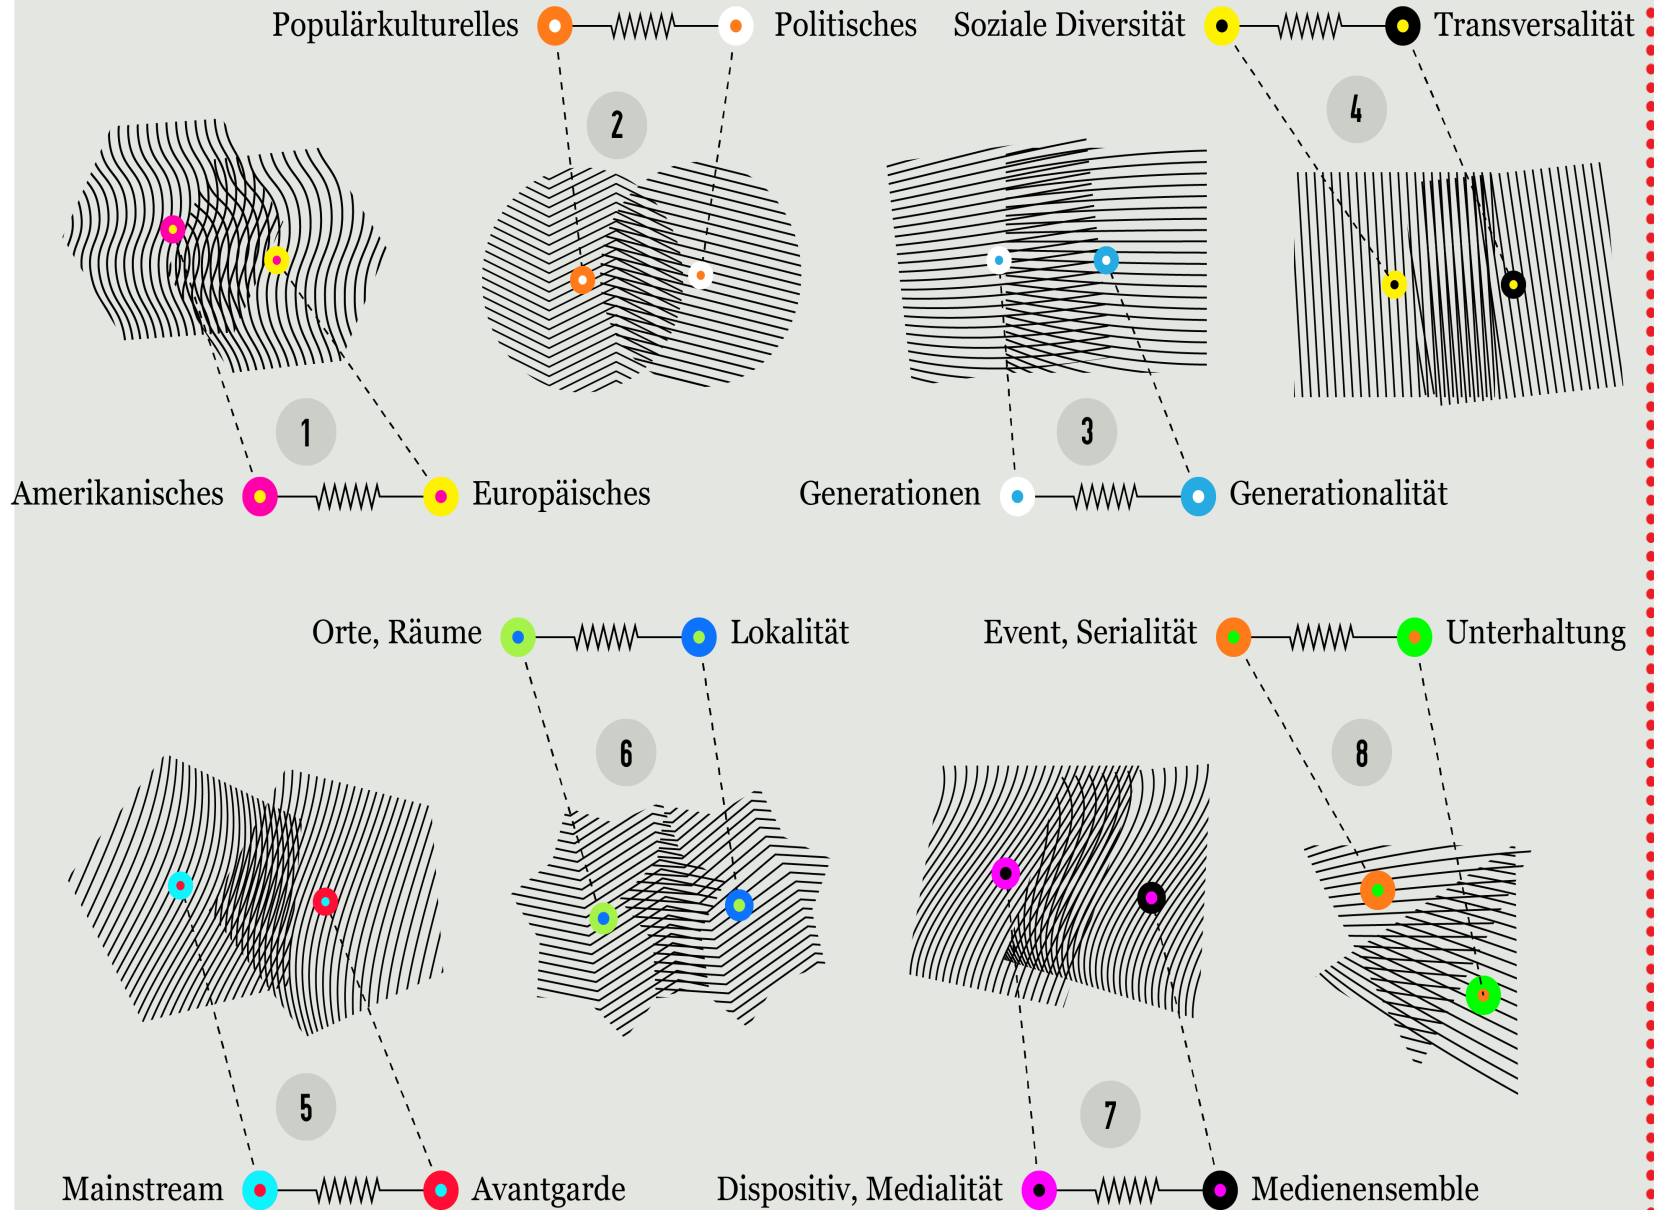 Populärkulturelles Politisches Soziale Diversität Transversalität
2
4
1
3
Amerikanisches Europäisches Generationen Generationalität
Orte, Räume Lokalität Event, Serialität Unterhaltung
6
8
5
7
Mainstream Avantgarde Dispositiv, Medialität Medienensemble